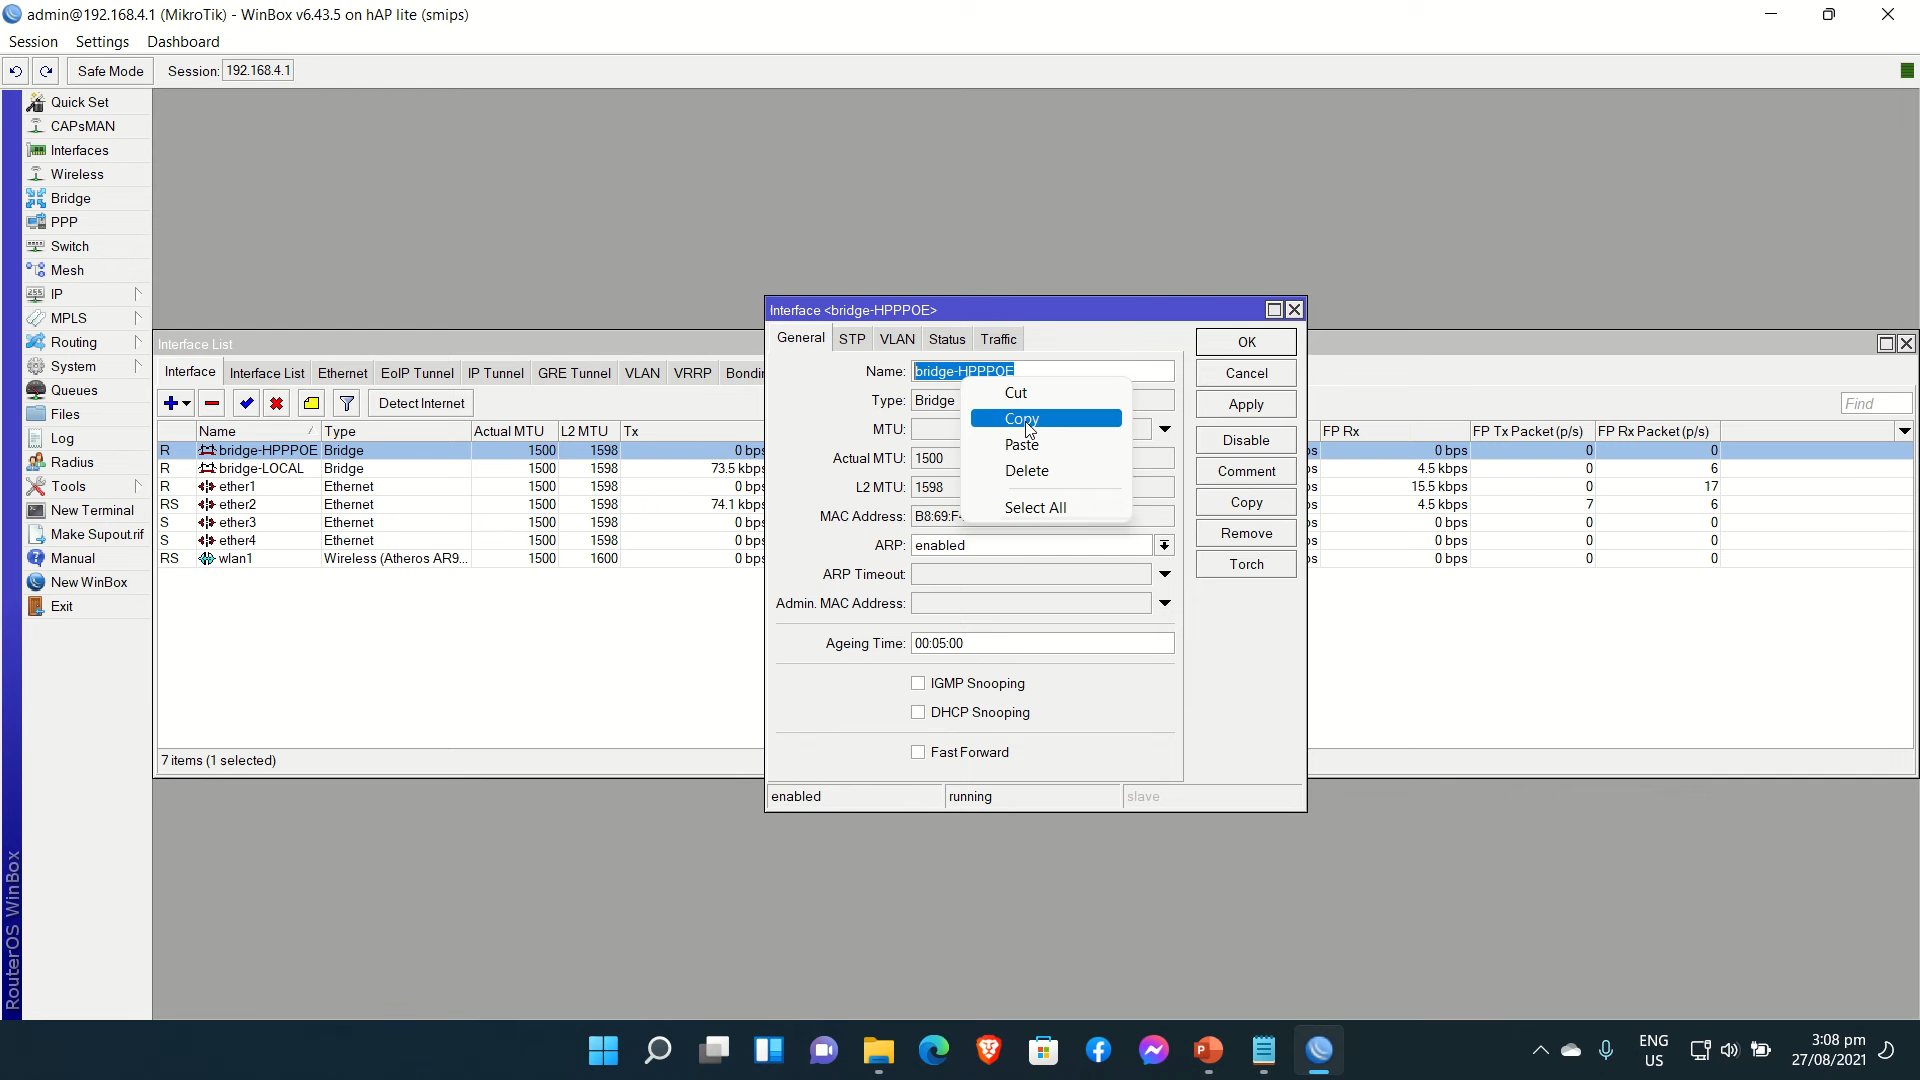 admin@192.168.4.1 (MikroTik) - WinBox v6.43.5 on hAP lite (smips)
Session Settings Dashboard
Safe Mode Session: 192.168.4.1
Quick Set
CAPsMAN
Interfaces
Wireless
Bridge
PPP
Switch
Mesh
IP
MPLS
Routing
System
Queues
Files
Log
Radius
Tools
New Terminal
Make Supout.rif
Manual
New WinBox
Exit
RouterOS WinBox
Interface List
Interface Interface List Ethernet EoIP Tunnel IP Tunnel GRE Tunnel VLAN VRRP
Detect Internet Find
Name Type Actual MTU L2 MTU Tx FP Rx FP Tx Packet (p/s) FP Rx Packet (p/s)
R bridge-HPPPOE Bridge 1500 1598 0 bps 0 bps 0 0
R bridge-LOCAL Bridge 1500 1598 73.5 kbps 4.5 kbps 0 6
R ether1 Ethernet 1500 1598 0 bps 15.5 kbps 0 17
RS ether2 Ethernet 1500 1598 74.1 kbps 4.5 kbps 7 6
S ether3 Ethernet 1500 1598 0 bps 0 bps 0 0
S ether4 Ethernet 1500 1598 0 bps 0 bps 0 0
RS wlan1 Wireless (Atheros AR9... 1500 1600 0 bps 0 bps 0 0
7 items (1 selected)
Interface <bridge-HPPPOE>
General STP VLAN Status Traffic
Name: bridge-HPPPOE
Type: Bridge
MTU:
Actual MTU: 1500
L2 MTU: 1598
MAC Address: B8:69:F
ARP: enabled
ARP Timeout:
Admin. MAC Address:
Ageing Time: 00:05:00
IGMP Snooping
DHCP Snooping
Fast Forward
enabled running slave
OK
Cancel
Apply
Disable
Comment
Copy
Remove
Torch
Cut
Copy
Paste
Delete
Select All
ENG
US
3:08 pm
27/08/2021